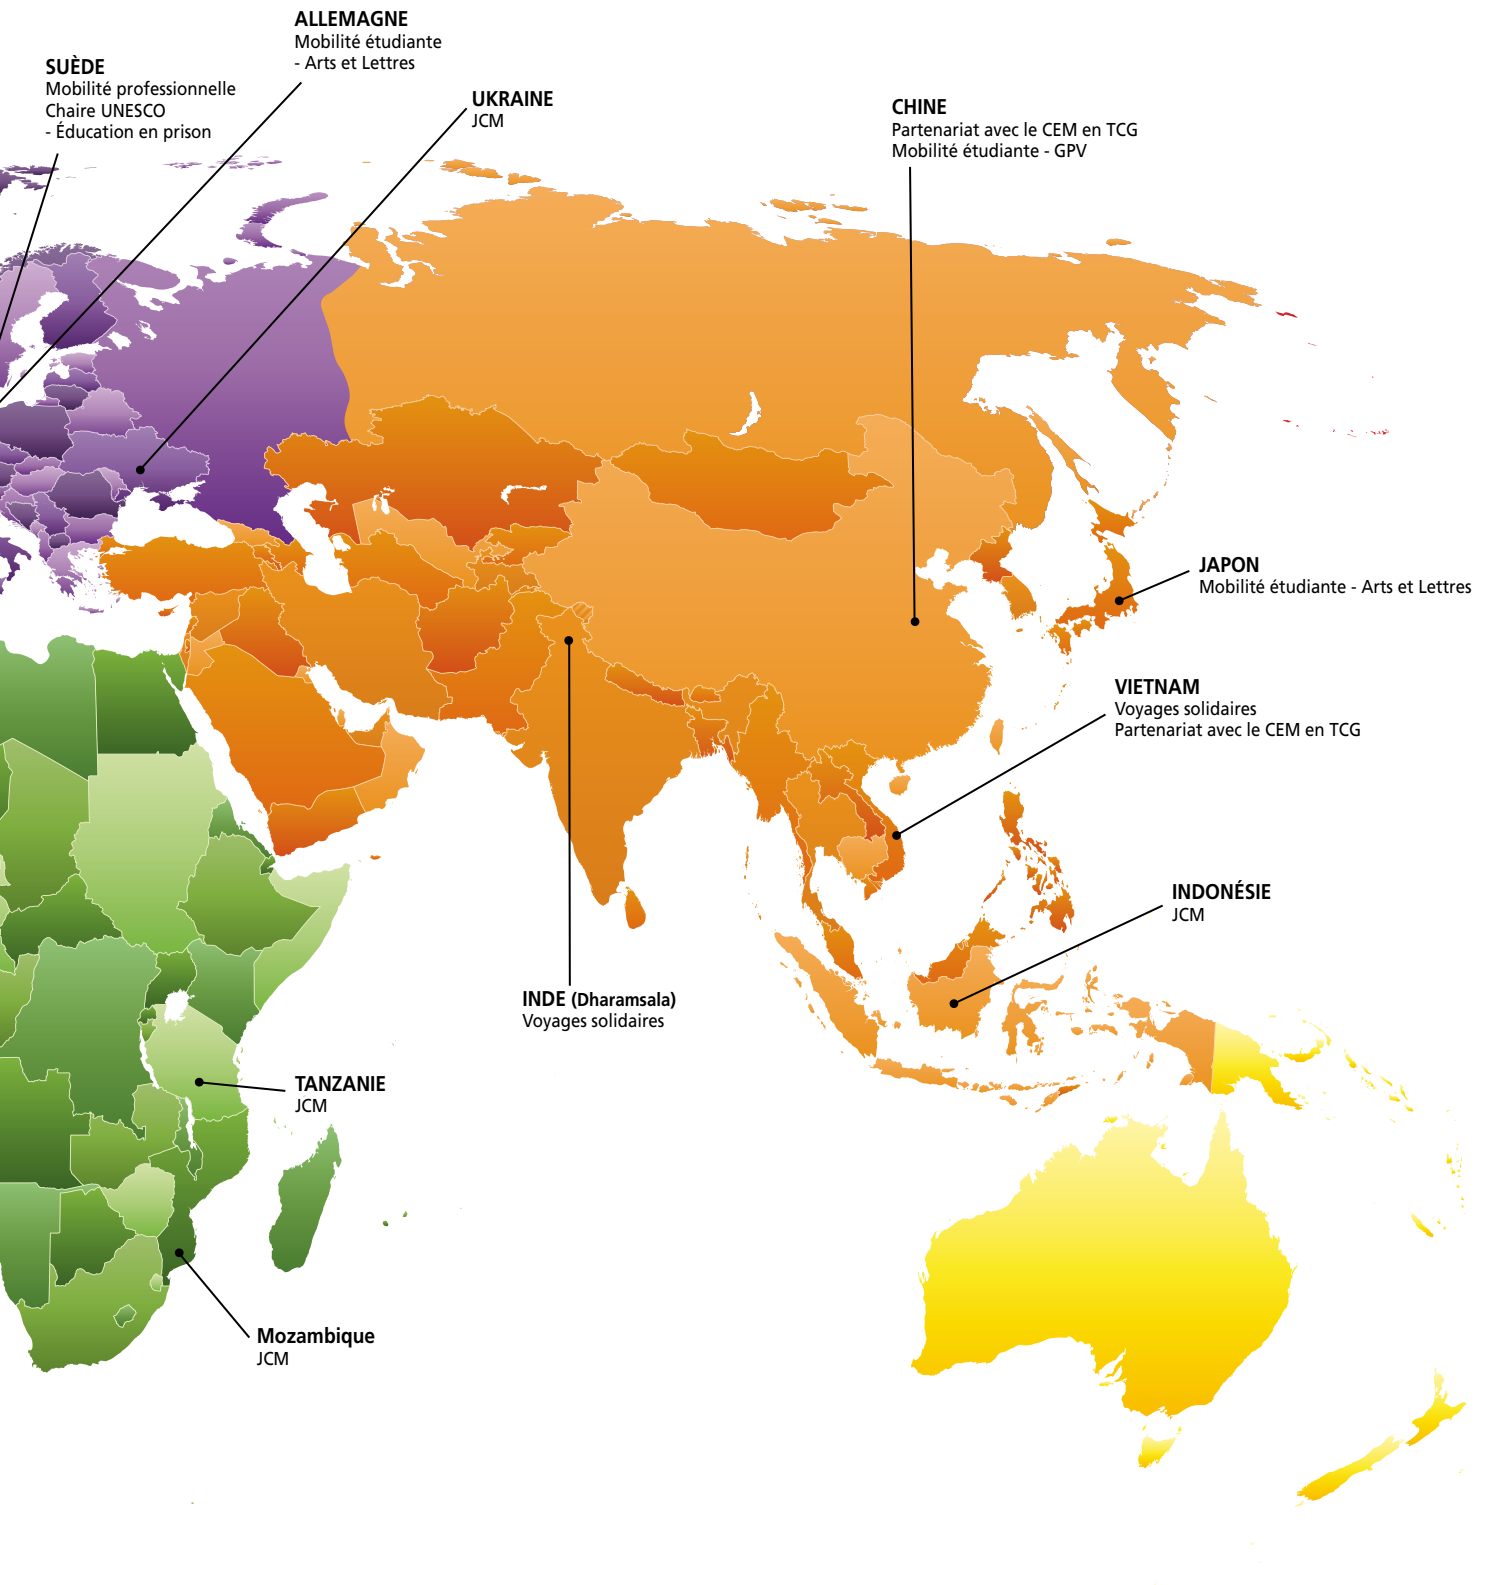 ALLEMAGNE
Mobilité étudiante
- Arts et Lettres
SUÈDE
Mobilité professionnelle
Chaire UNESCO
- Éducation en prison
UKRAINE
JCM
CHINE
Partenariat avec le CEM en TCG
Mobilité étudiante - GPV
JAPON
Mobilité étudiante - Arts et Lettres
VIETNAM
Voyages solidaires
Partenariat avec le CEM en TCG
INDONÉSIE
JCM
INDE (Dharamsala)
Voyages solidaires
TANZANIE
JCM
Mozambique
JCM